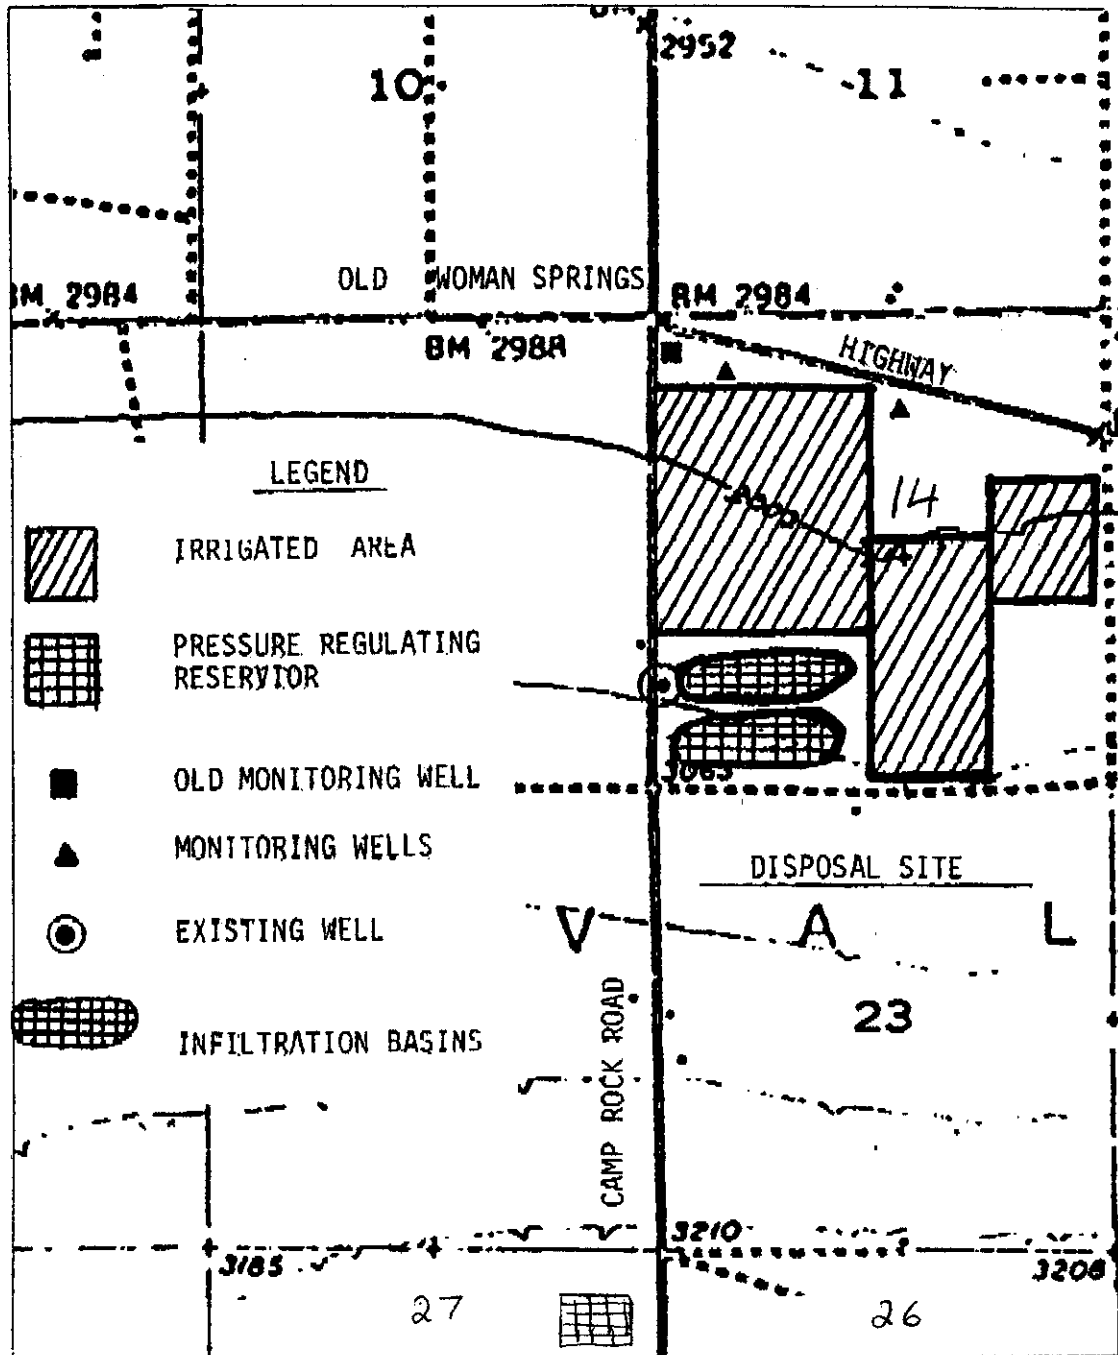 2952
10
11
OLD WOMAN SPRINGS
BM 2984
BM 2984
BM 2988
HIGHWAY
LEGEND
14
IRRIGATED AREA
PRESSURE REGULATING
RESERVIOR
3063
OLD MONITORING WELL
MONITORING WELLS
DISPOSAL SITE
EXISTING WELL
V A L
23
INFILTRATION BASINS
CAMP ROCK ROAD
3210
3185
3208
27
26